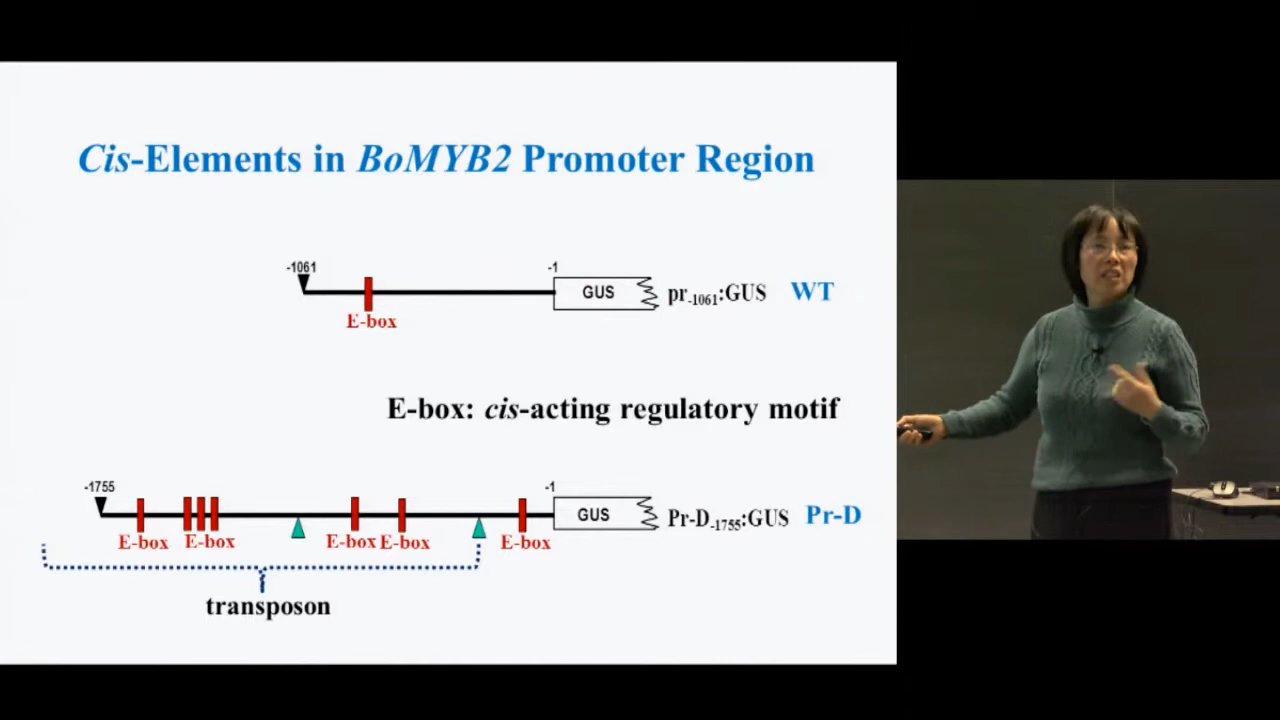 Cis-Elements in BoMYB2 Promoter Region
-1061
-1
GUS
pr-1061:GUS
WT
E-box
E-box: cis-acting regulatory motif
-1755
-1
GUS
Pr-D-1755:GUS
Pr-D
E-box
E-box
E-box
E-box
E-box
transposon